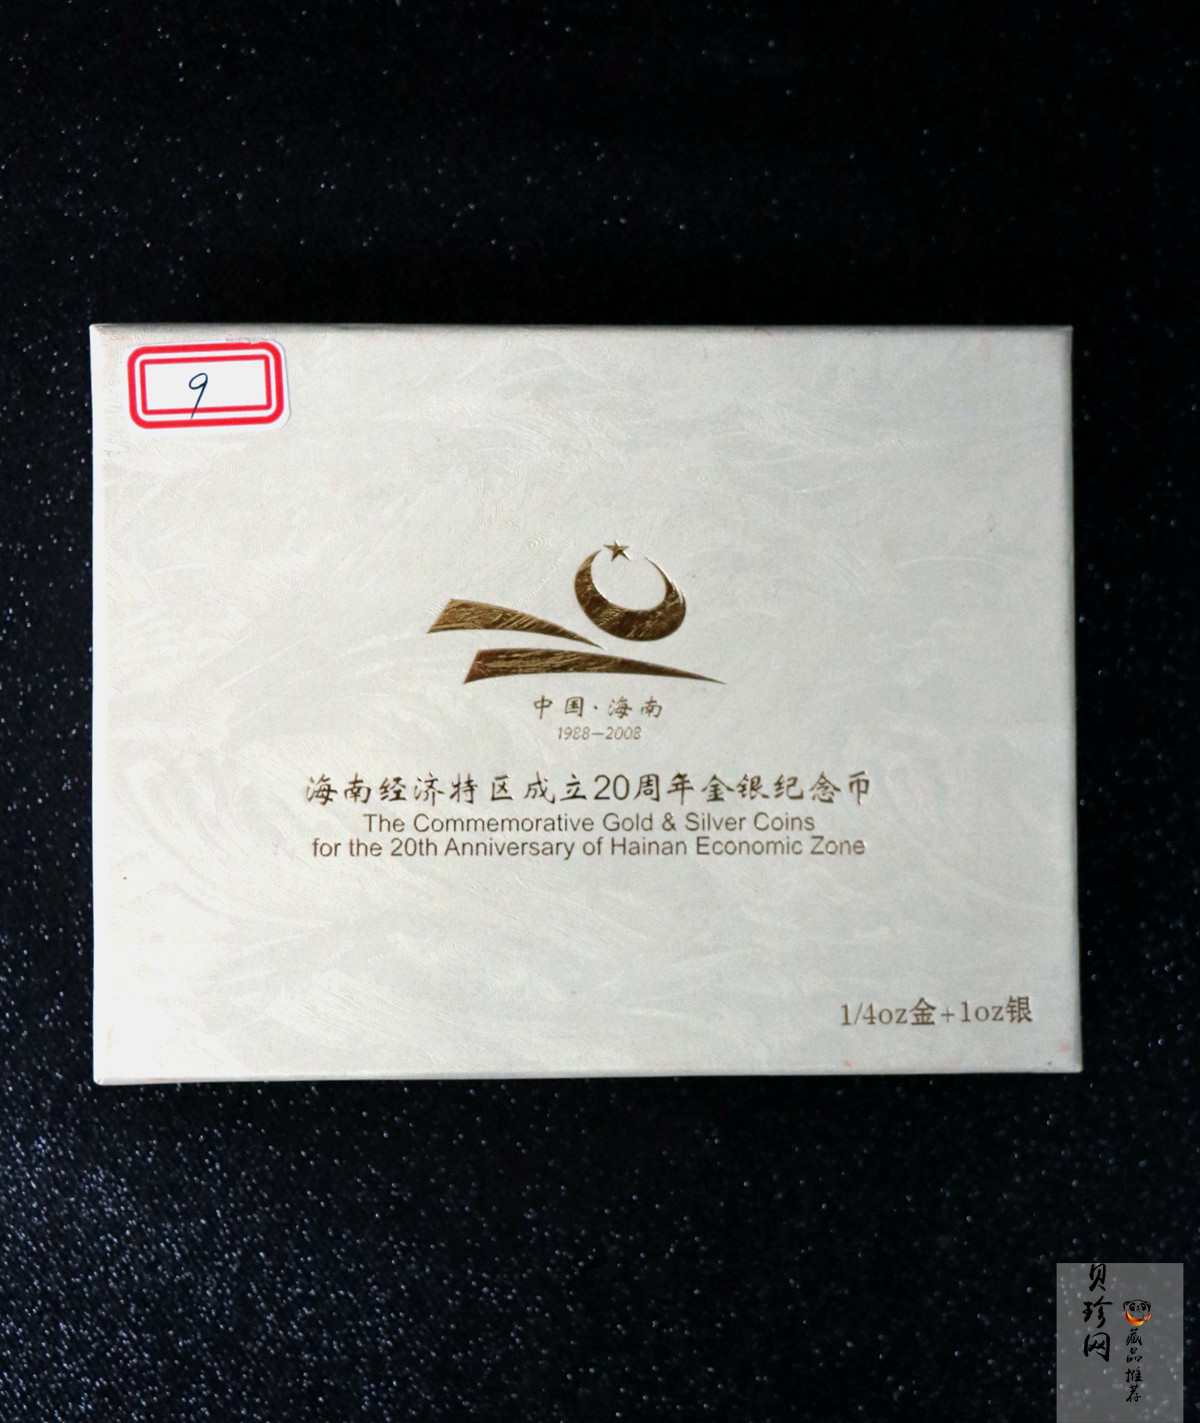 9
中国·海南
1988—2008
海南经济特区成立20周年金银纪念币
The Commemorative Gold & Silver Coins
for the 20th Anniversary of Hainan Economic Zone
1/4oz金+1oz银
贝珍网
藏品推荐